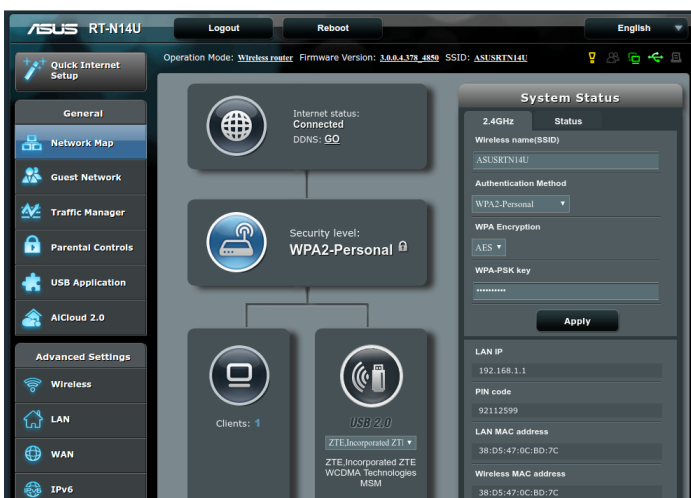 ASUS RT-N14U
Logout
Reboot
English
Quick Internet
Setup
Operation Mode: Wireless router Firmware Version: 3.0.0.4.378_4850 SSID: ASUSRTN14U
General
Network Map
Guest Network
Traffic Manager
Parental Controls
USB Application
AiCloud 2.0
Advanced Settings
Wireless
LAN
WAN
IPv6
Internet status:
Connected
DDNS: GO
Security level:
WPA2-Personal
Clients: 1
USB 2.0
ZTE,Incorporated ZTI
ZTE,Incorporated ZTE
WCDMA Technologies
MSM
System Status
2.4GHz Status
Wireless name(SSID)
ASUSRTN14U
Authentication Method
WPA2-Personal
WPA Encryption
AES
WPA-PSK key
••••••••••
Apply
LAN IP
192.168.1.1
PIN code
92112599
LAN MAC address
38:D5:47:0C:BD:7C
Wireless MAC address
38:D5:47:0C:BD:7C